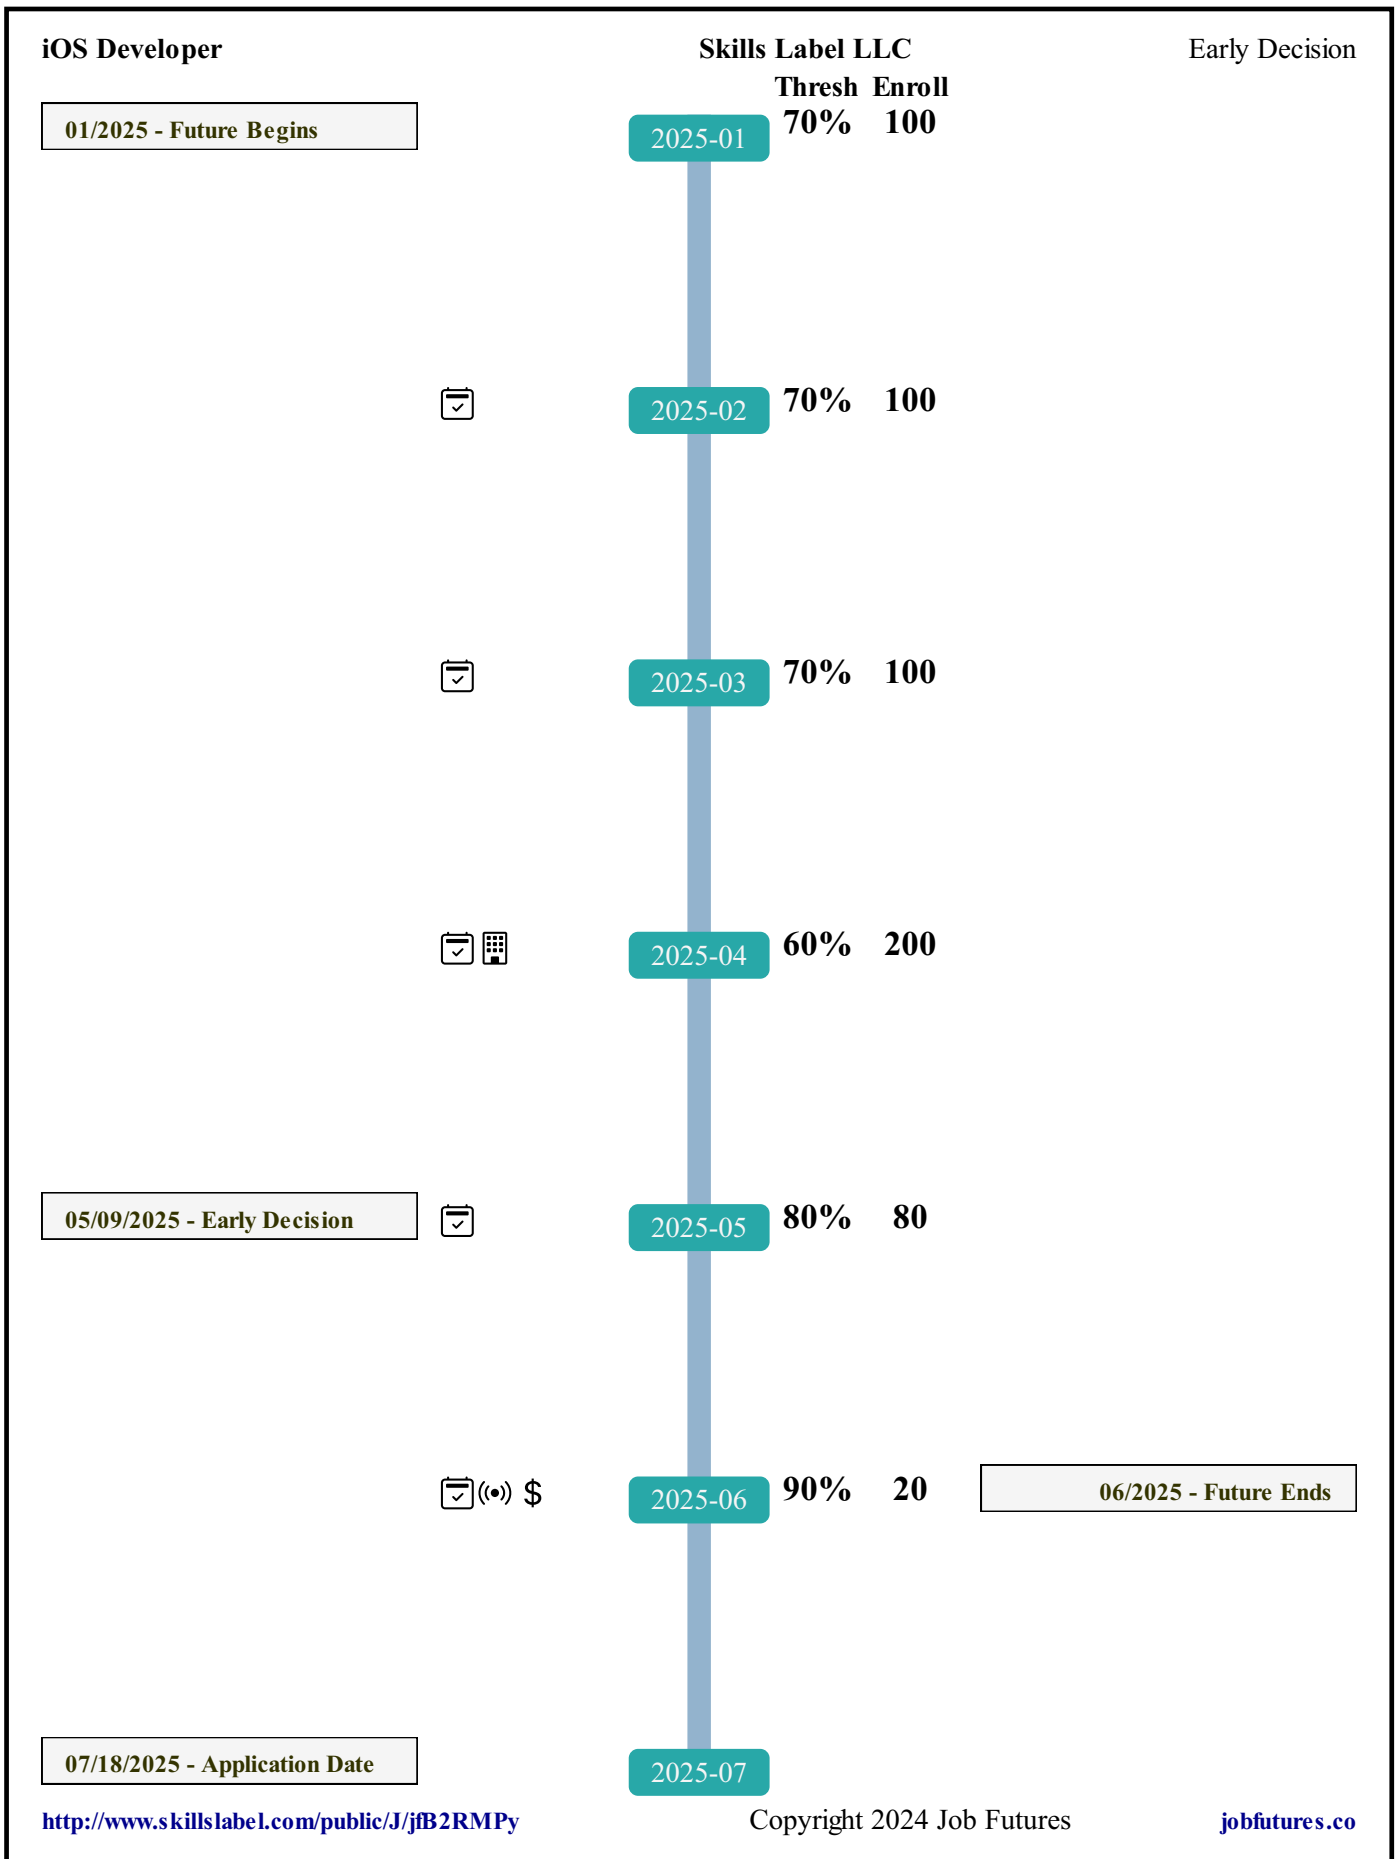 iOS Developer Skills Label LLC Early Decision
Thresh Enroll
01/2025 - Future Begins 2025-01 70% 100
2025-02 70% 100
2025-03 70% 100
2025-04 60% 200
05/09/2025 - Early Decision 2025-05 80% 80
$ 2025-06 90% 20 06/2025 - Future Ends
07/18/2025 - Application Date 2025-07
http://www.skillslabel.com/public/J/jfB2RMPy Copyright 2024 Job Futures jobfutures.co